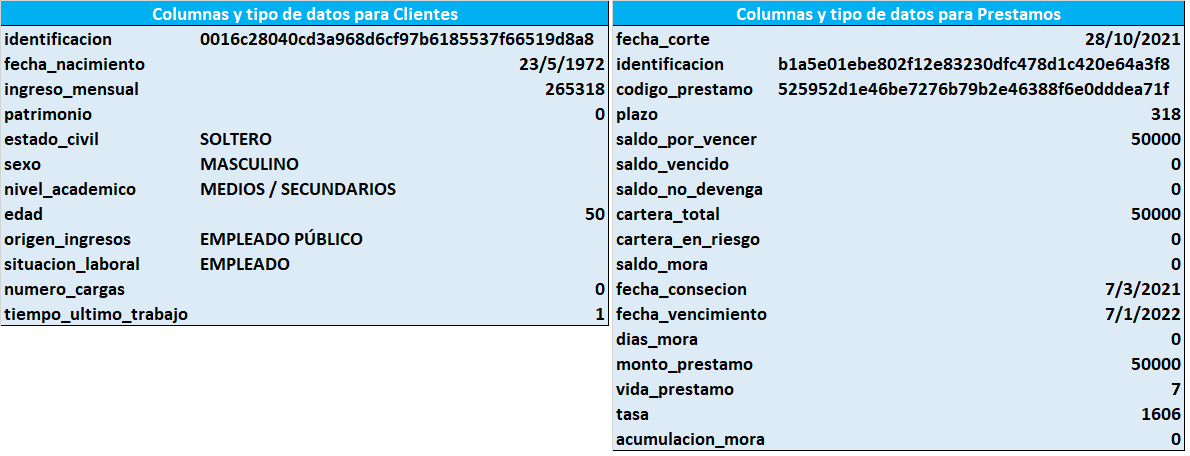 Columnas y tipo de datos para Clientes
identificacion 0016c28040cd3a968d6cf97b6185537f66519d8a8
fecha_nacimiento 23/5/1972
ingreso_mensual 265318
patrimonio 0
estado_civil SOLTERO
sexo MASCULINO
nivel_academico MEDIOS / SECUNDARIOS
edad 50
origen_ingresos EMPLEADO PÚBLICO
situacion_laboral EMPLEADO
numero_cargas 0
tiempo_ultimo_trabajo 1
Columnas y tipo de datos para Prestamos
fecha_corte 28/10/2021
identificacion b1a5e01ebe802f12e83230dfc478d1c420e64a3f8
codigo_prestamo 525952d1e46be7276b79b2e46388f6e0dddea71f
plazo 318
saldo_por_vencer 50000
saldo_vencido 0
saldo_no_devenga 0
cartera_total 50000
cartera_en_riesgo 0
saldo_mora 0
fecha_consecion 7/3/2021
fecha_vencimiento 7/1/2022
dias_mora 0
monto_prestamo 50000
vida_prestamo 7
tasa 1606
acumulacion_mora 0